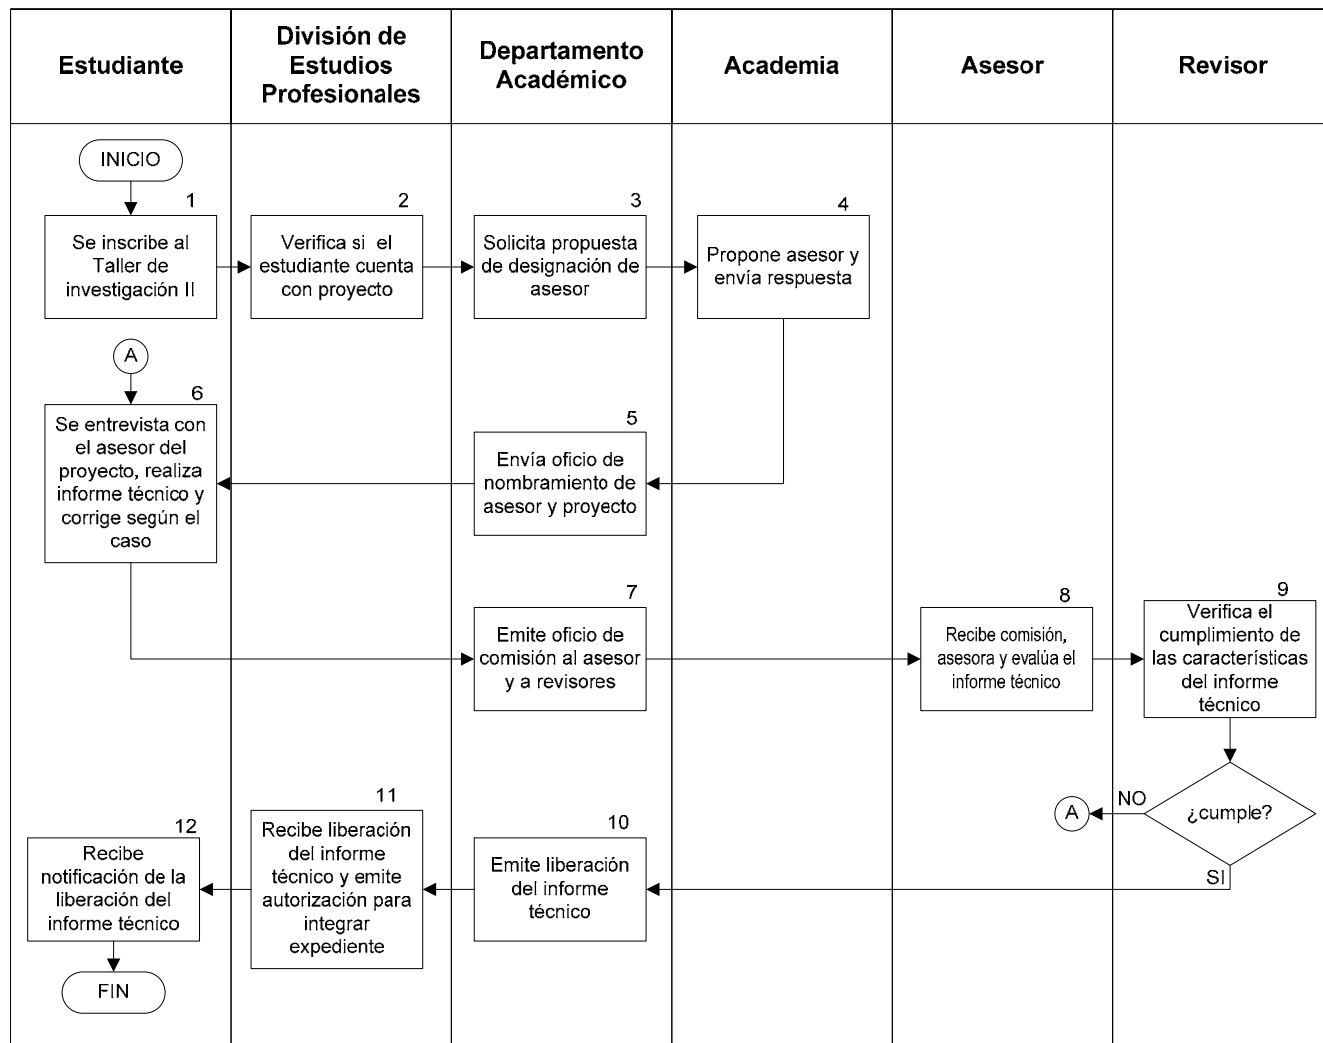 Estudiante
División de
Estudios
Profesionales
Departamento
Académico
Academia
Asesor
Revisor
INICIO
1
Se inscribe al
Taller de
investigación II
2
Verifica si el
estudiante cuenta
con proyecto
3
Solicita propuesta
de designación de
asesor
4
Propone asesor y
envía respuesta
A
6
Se entrevista con
el asesor del
proyecto, realiza
informe técnico y
corrige según el
caso
5
Envía oficio de
nombramiento de
asesor y proyecto
7
Emite oficio de
comisión al asesor
y a revisores
8
Recibe comisión,
asesora y evalúa el
informe técnico
9
Verifica el
cumplimiento de
las características
del informe
técnico
¿cumple?
NO
A
SI
10
Emite liberación
del informe
técnico
11
Recibe liberación
del informe
técnico y emite
autorización para
integrar
expediente
12
Recibe
notificación de la
liberación del
informe técnico
FIN